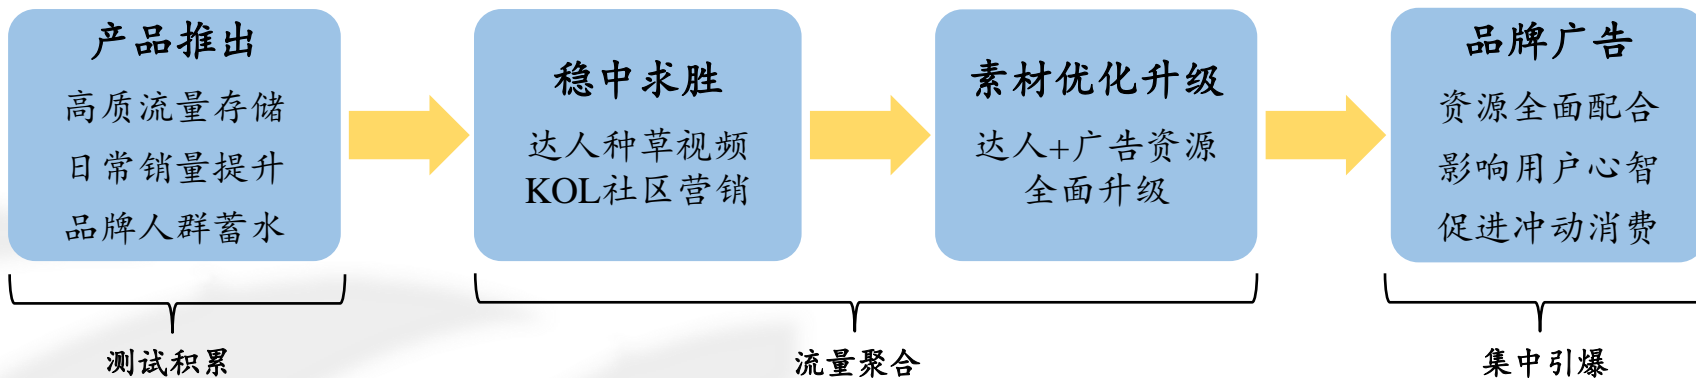 产品推出
高质流量存储
日常销量提升
品牌人群蓄水
稳中求胜
达人种草视频
KOL社区营销
素材优化升级
达人+广告资源
全面升级
品牌广告
资源全面配合
影响用户心智
促进冲动消费
测试积累
流量聚合
集中引爆